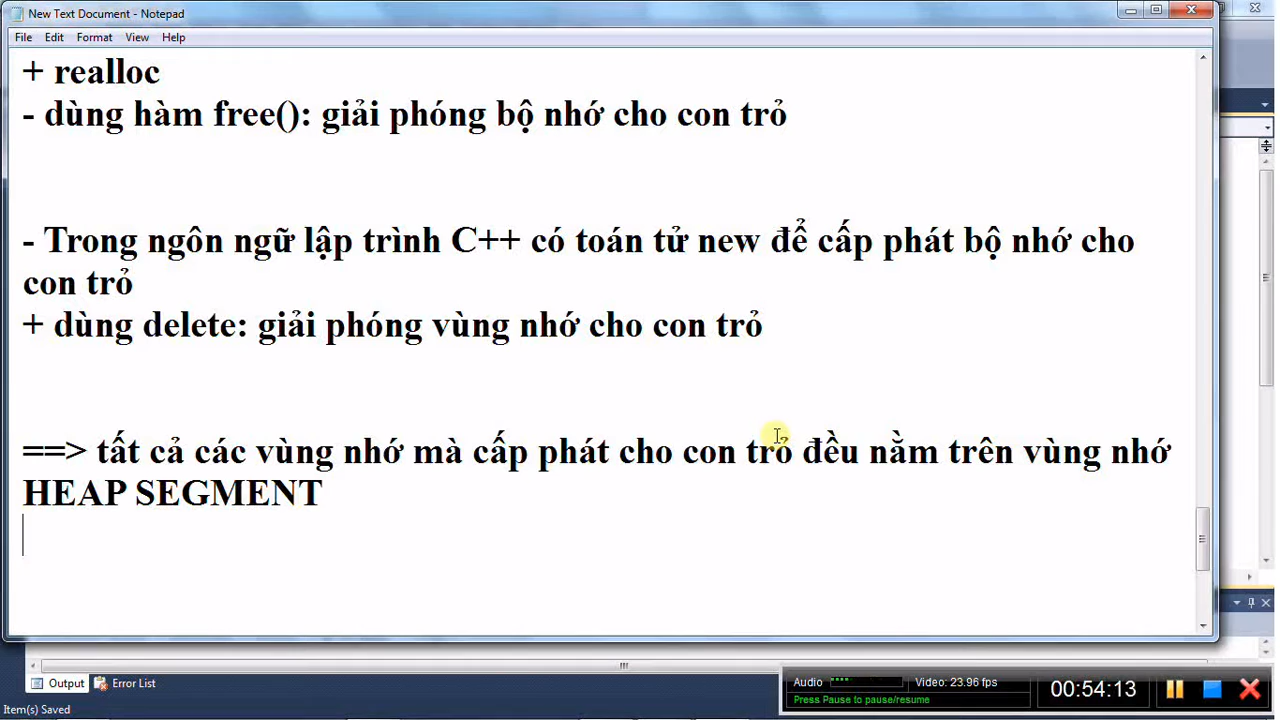 New Text Document - Notepad
File Edit Format View Help
+ realloc
- dùng hàm free(): giải phóng bộ nhớ cho con trỏ
- Trong ngôn ngữ lập trình C++ có toán tử new để cấp phát bộ nhớ cho
con trỏ
+ dùng delete: giải phóng vùng nhớ cho con trỏ
==> tất cả các vùng nhớ mà cấp phát cho con trỏ đều nằm trên vùng nhớ
HEAP SEGMENT
Output Error List
Item(s) Saved
Audio Video: 23.96 fps
Press Pause to pause/resume
00:54:13